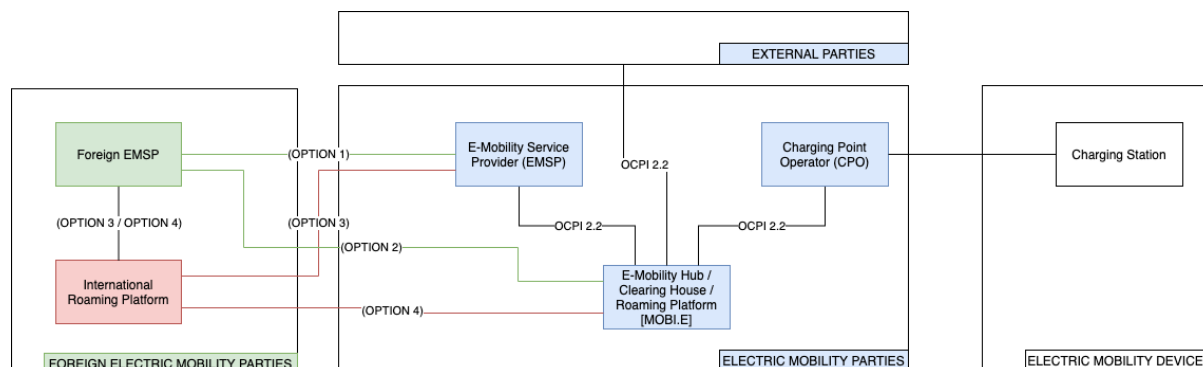 EXTERNAL PARTIES
Foreign EMSP
(OPTION 1)
E-Mobility Service
Provider (EMSP)
Charging Point
Operator (CPO)
Charging Station
OCPI 2.2
(OPTION 3 / OPTION 4)
(OPTION 3)
OCPI 2.2
OCPI 2.2
(OPTION 2)
International
Roaming Platform
E-Mobility Hub /
Clearing House /
Roaming Platform
[MOBI.E]
(OPTION 4)
FOREIGN ELECTRIC MOBILITY PARTIES
ELECTRIC MOBILITY PARTIES
ELECTRIC MOBILITY DEVICE